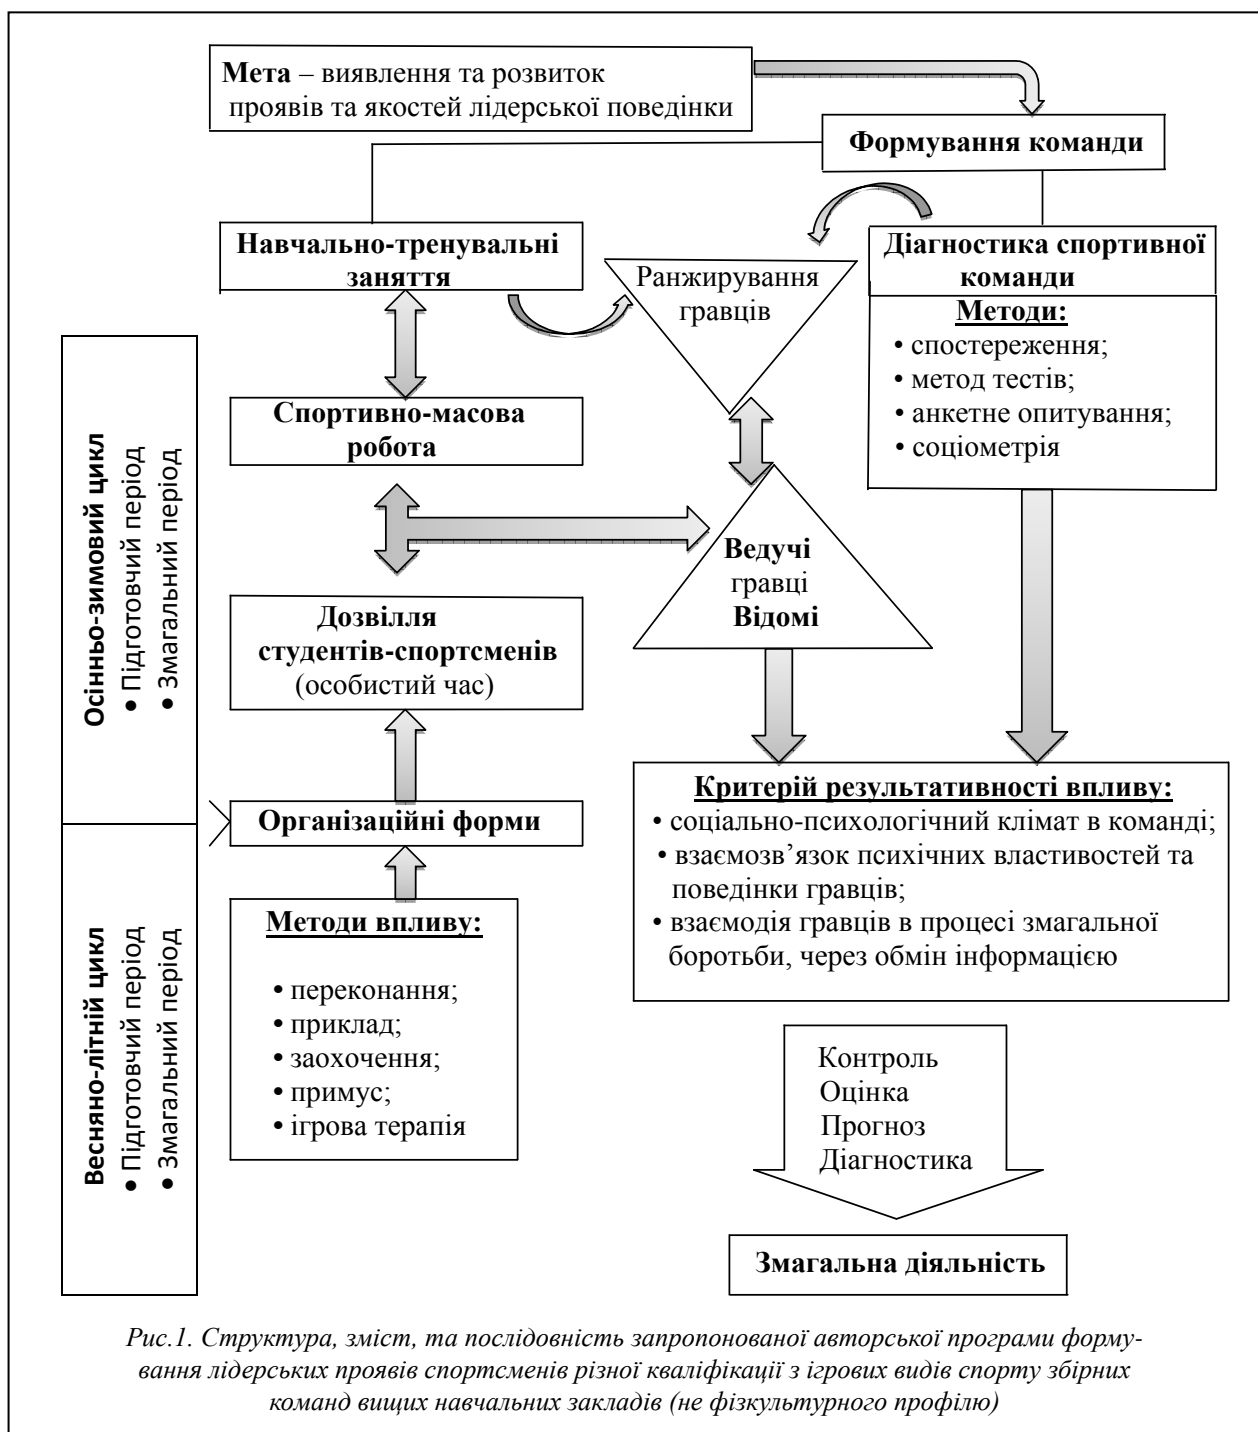 Мета – виявлення та розвиток
проявів та якостей лідерської поведінки
Формування команди
Навчально-тренувальні
заняття
Ранжирування
гравців
Діагностика спортивної
команди
Методи:
• спостереження;
• метод тестів;
• анкетне опитування;
• соціометрія
Спортивно-масова
робота
Ведучі
гравці
Відомі
Дозвілля
студентів-спортсменів
(особистий час)
Осінньо-зимовий цикл
• Підготовчий період
• Змагальний період
Організаційні форми
Критерій результативності впливу:
• соціально-психологічний клімат в команді;
• взаємозв’язок психічних властивостей та
поведінки гравців;
• взаємодія гравців в процесі змагальної
боротьби, через обмін інформацією
Весняно-літній цикл
• Підготовчий період
• Змагальний період
Методи впливу:
• переконання;
• приклад;
• заохочення;
• примус;
• ігрова терапія
Контроль
Оцінка
Прогноз
Діагностика
Змагальна діяльність
Рис.1. Структура, зміст, та послідовність запропонованої авторської програми форму-
вання лідерських проявів спортсменів різної кваліфікації з ігрових видів спорту збірних
команд вищих навчальних закладів (не фізкультурного профілю)